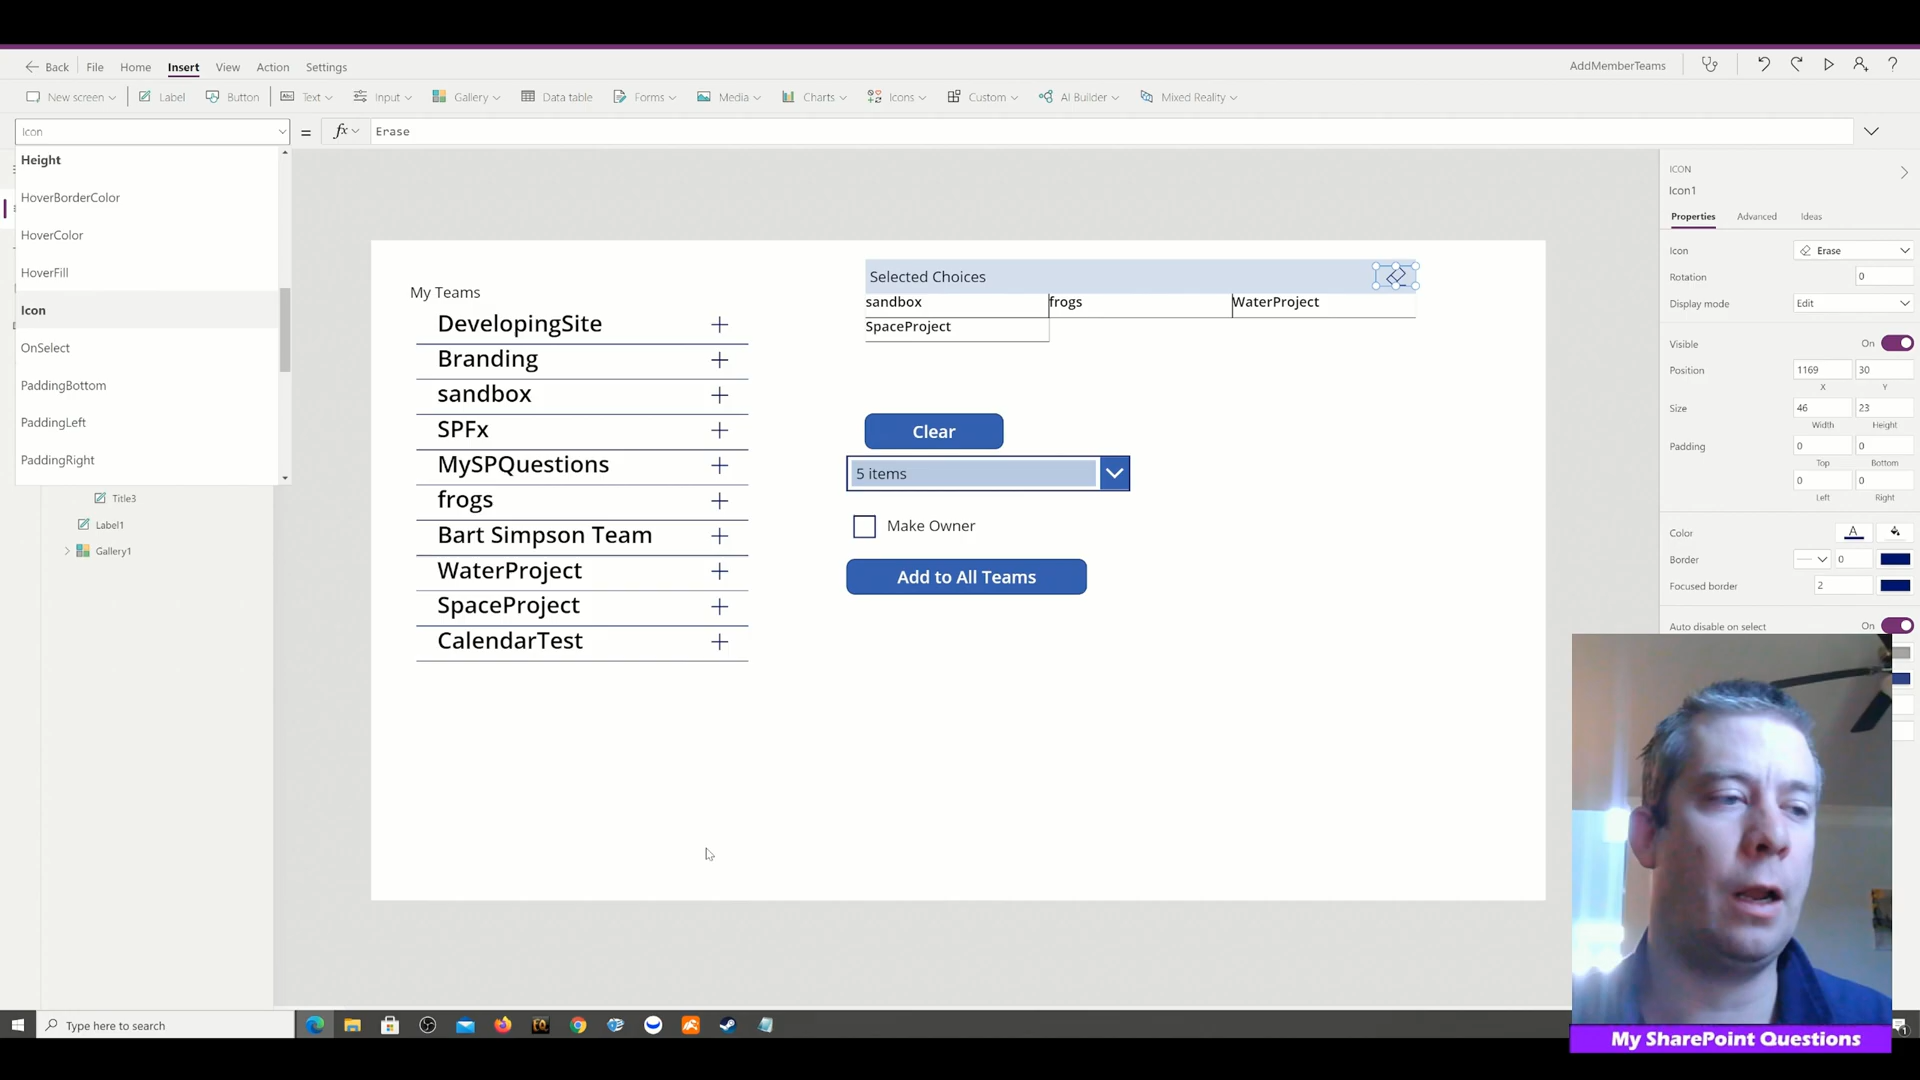 Back File Home Insert View Action Settings AddMemberTeams ?
New screen Label Button Text Input Gallery Data table Forms Media Charts Icons Custom AI Builder Mixed Reality
Icon = fx Erase
Height
HoverBorderColor
HoverColor
HoverFill
Icon
OnSelect
PaddingBottom
PaddingLeft
PaddingRight
Title3
Label1
Gallery1
My Teams
DevelopingSite
Branding
sandbox
SPFx
MySPQuestions
frogs
Bart Simpson Team
WaterProject
SpaceProject
CalendarTest
Selected Choices
sandbox frogs WaterProject
SpaceProject
Clear
5 items
Make Owner
Add to All Teams
ICON
Icon1
Properties Advanced Ideas
Icon Erase
Rotation 0
Display mode Edit
Visible On
Position 1169 30
X Y
Size 46 23
Width Height
Padding 0 0
Top Bottom
0 0
Left Right
Color A
Border 0
Focused border 2
Auto disable on select On
Type here to search
My SharePoint Questions